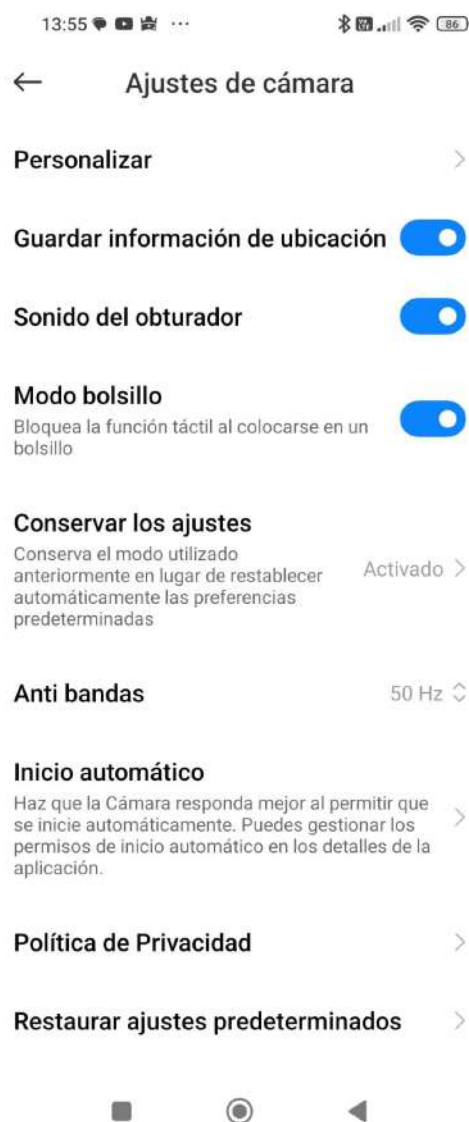 13:55
86
Ajustes de cámara
Personalizar
Guardar información de ubicación
Sonido del obturador
Modo bolsillo
Bloquea la función táctil al colocarse en un
bolsillo
Conservar los ajustes
Conserva el modo utilizado
anteriormente en lugar de restablecer
automáticamente las preferencias
predeterminadas
Activado
Anti bandas
50 Hz
Inicio automático
Haz que la Cámara responda mejor al permitir que
se inicie automáticamente. Puedes gestionar los
permisos de inicio automático en los detalles de la
aplicación.
Política de Privacidad
Restaurar ajustes predeterminados